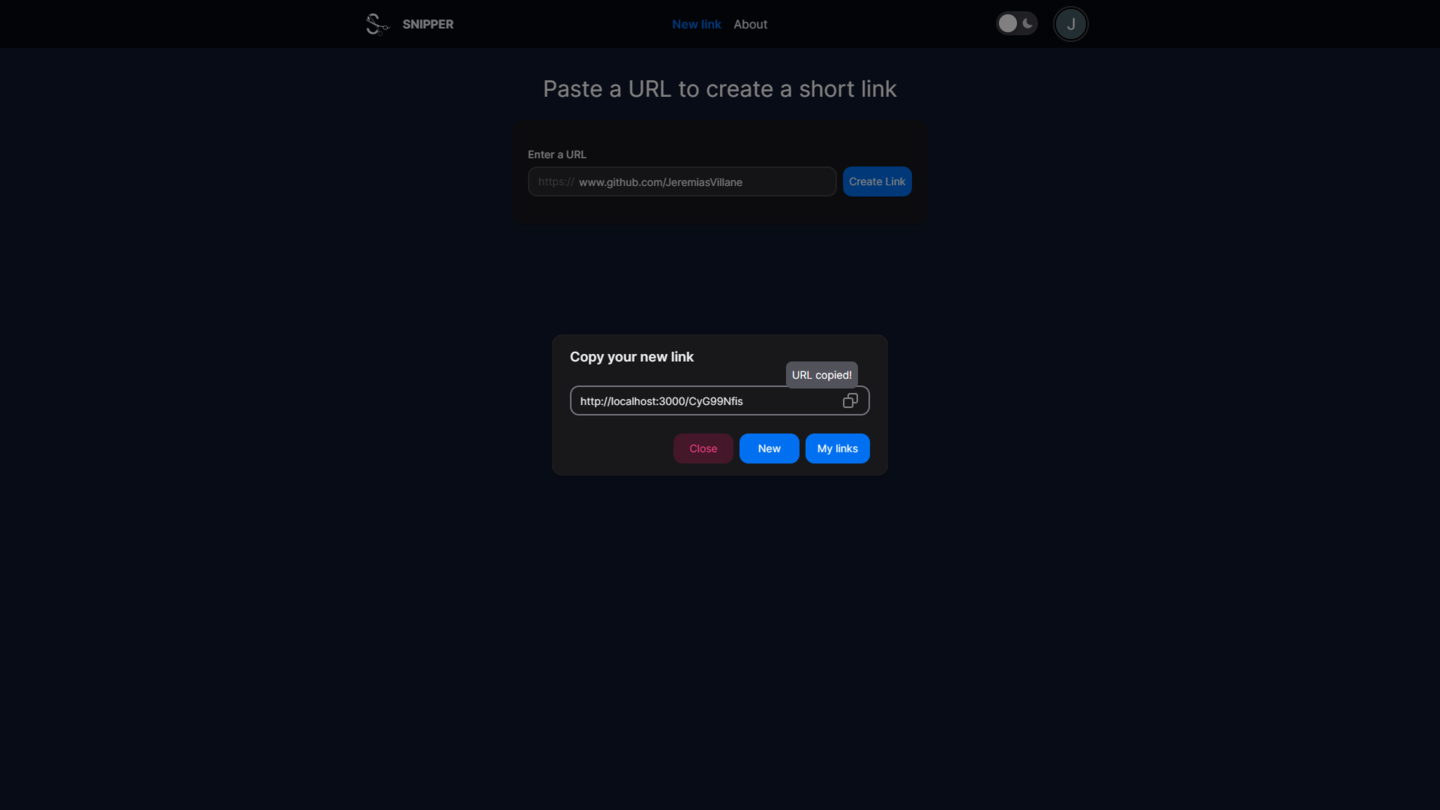 SNIPPER
New link
About
J
Paste a URL to create a short link
Enter a URL
https:// www.github.com/JeremiasVillane
Create Link
Copy your new link
URL copied!
http://localhost:3000/CyG99Nfis
Close
New
My links